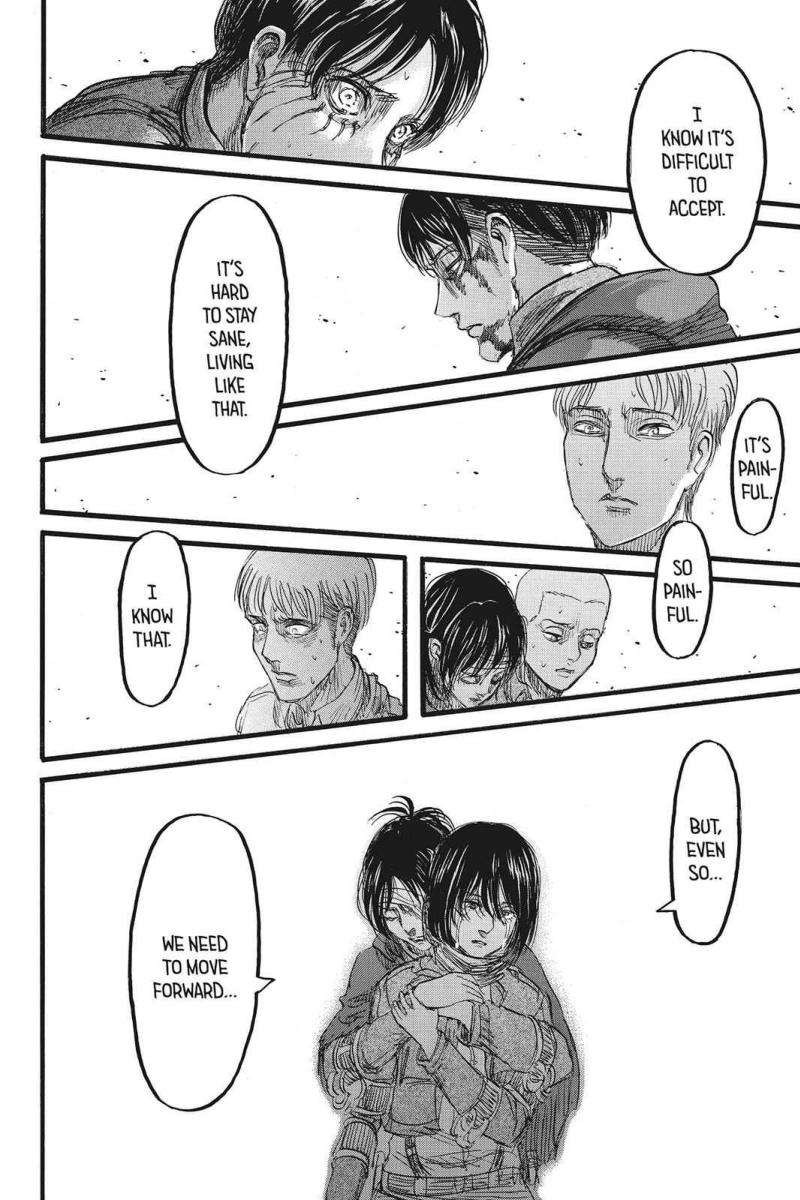 I
KNOW IT'S
DIFFICULT
TO
ACCEPT.
IT'S
HARD
TO STAY
SANE,
LIVING
LIKE
THAT.
IT'S
PAIN-
FUL.
SO
PAIN-
FUL.
I
KNOW
THAT.
BUT,
EVEN
SO...
WE NEED
TO MOVE
FORWARD...